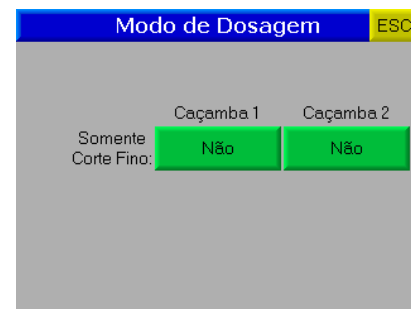 Modo de Dosagem ESC
Caçamba 1 Caçamba 2
Somente
Corte Fino: Não Não